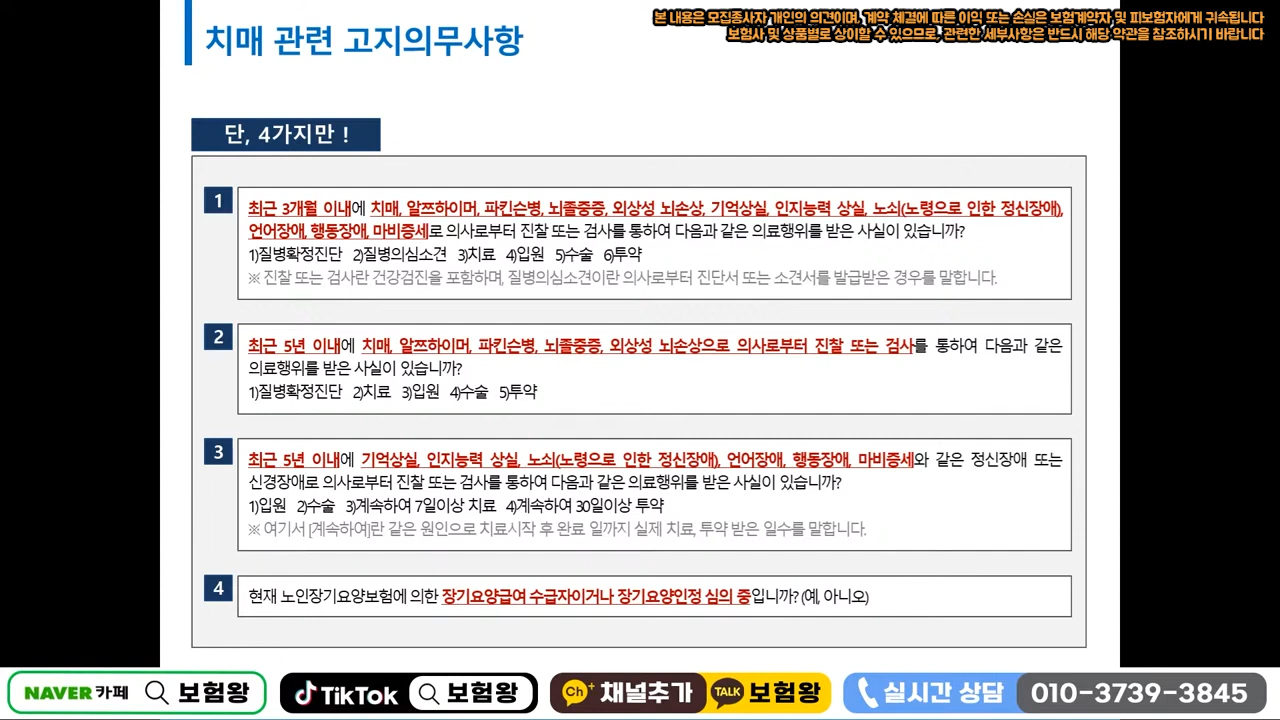 본 내용은 모집종사자 개인의 의견이며, 계약 체결에 따른 이익 또는 손실은 보험계약자 및 피보험자에게 귀속됩니다
보험사 및 상품별로 상이할 수 있으므로, 관련한 세부사항은 반드시 해당 약관을 참조하시기 바랍니다
치매 관련 고지의무사항
단, 4가지만 !
1
최근 3개월 이내에 치매, 알쯔하이머, 파킨슨병, 뇌졸중증, 외상성 뇌손상, 기억상실, 인지능력 상실, 노쇠(노령으로 인한 정신장애),
언어장애, 행동장애, 마비증세로 의사로부터 진찰 또는 검사를 통하여 다음과 같은 의료행위를 받은 사실이 있습니까?
1)질병확정진단 2)질병의심소견 3)치료 4)입원 5)수술 6)투약
※ 진찰 또는 검사란 건강검진을 포함하며, 질병의심소견이란 의사로부터 진단서 또는 소견서를 발급받은 경우를 말합니다.
2
최근 5년 이내에 치매, 알쯔하이머, 파킨슨병, 뇌졸중증, 외상성 뇌손상으로 의사로부터 진찰 또는 검사를 통하여 다음과 같은
의료행위를 받은 사실이 있습니까?
1)질병확정진단 2)치료 3)입원 4)수술 5)투약
3
최근 5년 이내에 기억상실, 인지능력 상실, 노쇠(노령으로 인한 정신장애), 언어장애, 행동장애, 마비증세와 같은 정신장애 또는
신경장애로 의사로부터 진찰 또는 검사를 통하여 다음과 같은 의료행위를 받은 사실이 있습니까?
1)입원 2)수술 3)계속하여 7일이상 치료 4)계속하여 30일이상 투약
※ 여기서 [계속하여]란 같은 원인으로 치료시작 후 완료 일까지 실제 치료, 투약 받은 일수를 말합니다.
4
현재 노인장기요양보험에 의한 장기요양급여 수급자이거나 장기요양인정 심의 중입니까? (예, 아니오)
NAVER 카페 보험왕 TikTok 보험왕 Ch+ 채널추가 TALK 보험왕 실시간 상담 010-3739-3845